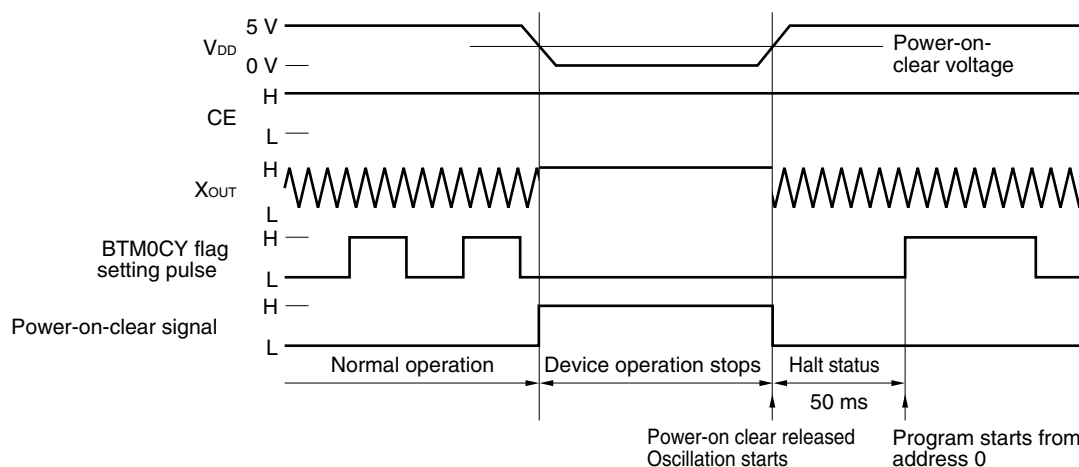 5 V
VDD
0 V
Power-on-
clear voltage
H
CE
L
H
XOUT
L
BTM0CY flag
setting pulse
H
L
Power-on-clear signal
H
L
Normal operation
Device operation stops
Halt status
50 ms
Power-on clear released
Oscillation starts
Program starts from
address 0